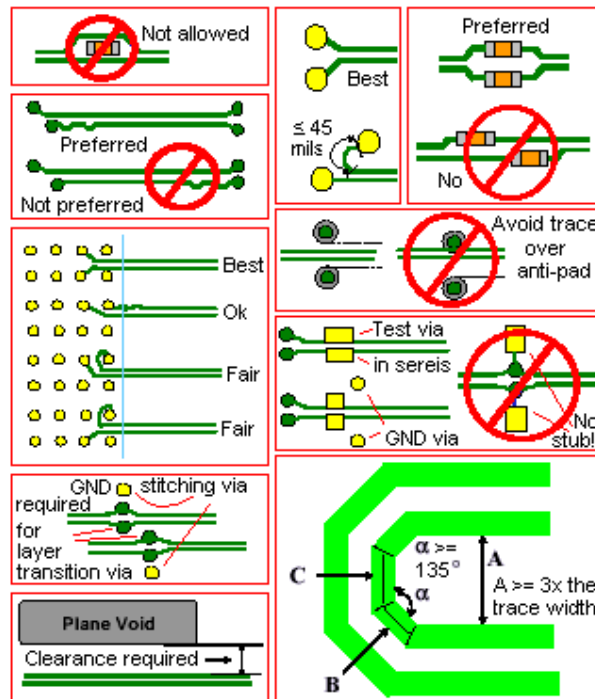 Not allowed
Preferred
Not preferred
Best
≤ 45
mils
Preferred
No
Avoid trace
over
anti-pad
Best
Ok
Fair
Fair
Test via
in sereis
GND via
No
stub!
GND
stitching via
required
for
layer
transition via
Plane Void
Clearance required
α >=
135°
α
A
A >= 3x the
trace width
C
B